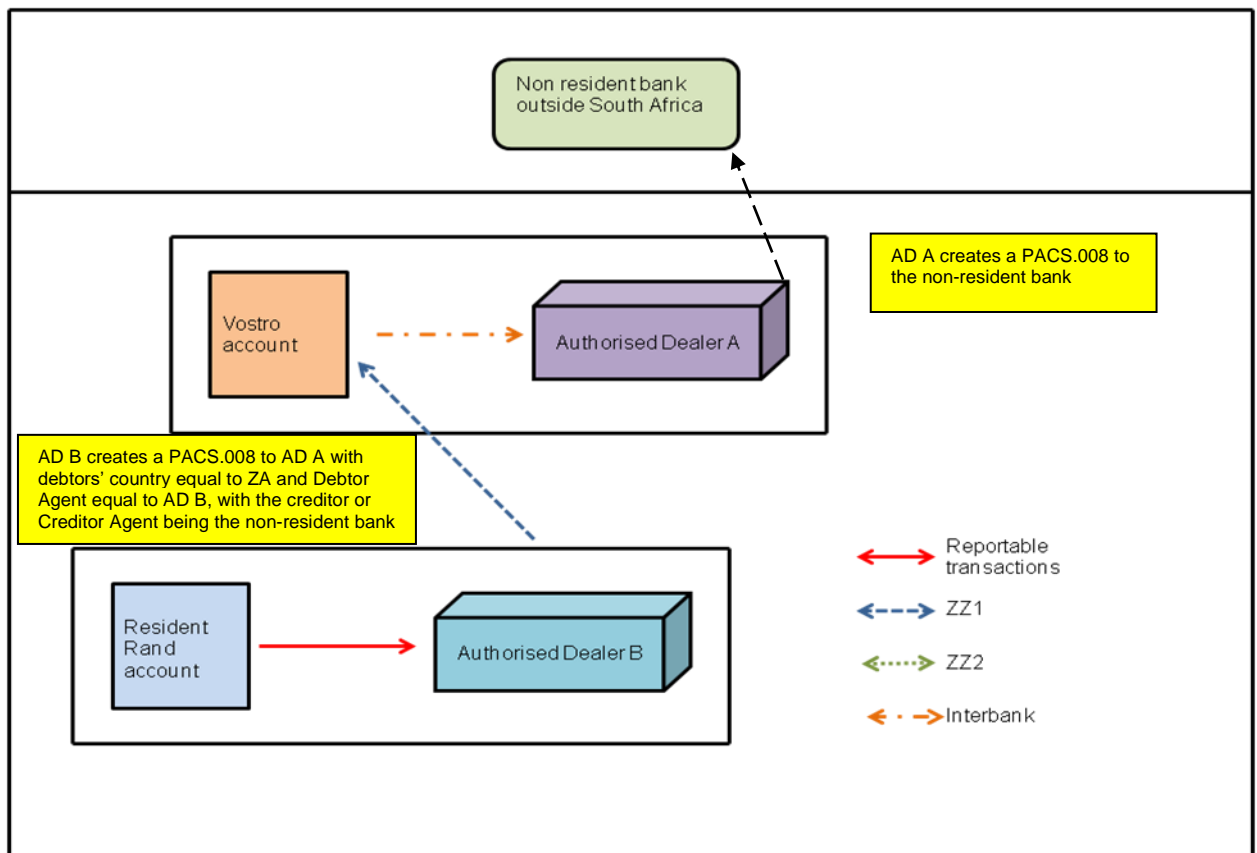 Non resident bank
outside South Africa
AD A creates a PACS.008 to
the non-resident bank
Vostro
account
Authorised Dealer A
AD B creates a PACS.008 to AD A with
debtors’ country equal to ZA and Debtor
Agent equal to AD B, with the creditor or
Creditor Agent being the non-resident bank
Resident
Rand
account
Authorised Dealer B
Reportable
transactions
ZZ1
ZZ2
Interbank